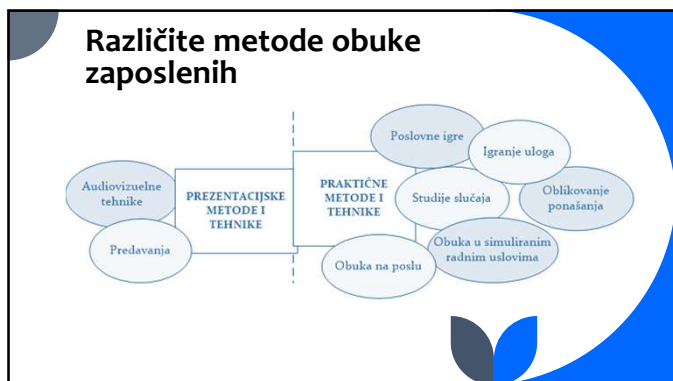 Različite metode obuke
zaposlenih
Audiovizuelne
tehnike
Predavanja
PREZENTACIJSKE
METODE I
TEHNIKE
PRAKTIČNE
METODE I
TEHNIKE
Poslovne igre
Igranje uloga
Studije slučaja
Oblikovanje
ponašanja
Obuka u simuliranim
radnim uslovima
Obuka na poslu